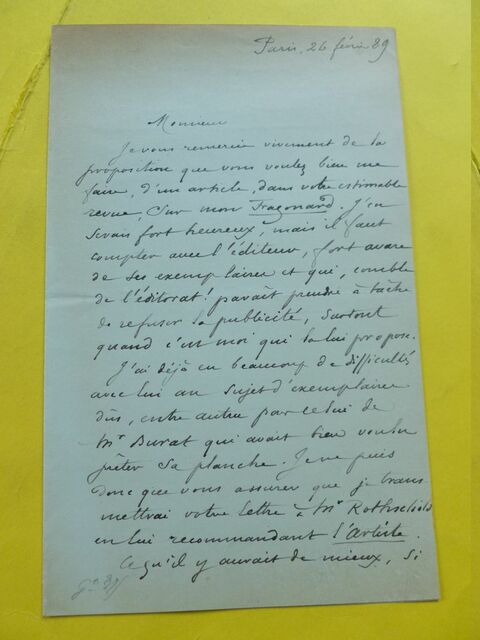 Paris, 26 février 89
Monsieur
Je vous remercie vivement de la
proposition que vous voulez bien me
faire, d'un article, dans votre estimable
revue, sur mon Fragonard. J'en
serais fort heureux, mais il faut
compter avec l'éditeur, fort avare
de ses exemplaires et qui, comble
de l'éditorat! paraît prendre à tâche
de refuser la publicité, surtout
quand c'est moi qui la lui propose.
J'ai déjà eu beaucoup de difficultés
avec lui au sujet d'exemplaires
dûs, entre autre par celui de
Mr Burat qui avait bien voulu
prêter sa planche. Je ne puis
donc que vous assurer que je trans
mettrai votre lettre à Mr Rothschild
en lui recommandant l'Artiste.
Ce qu'il y aurait de mieux, si